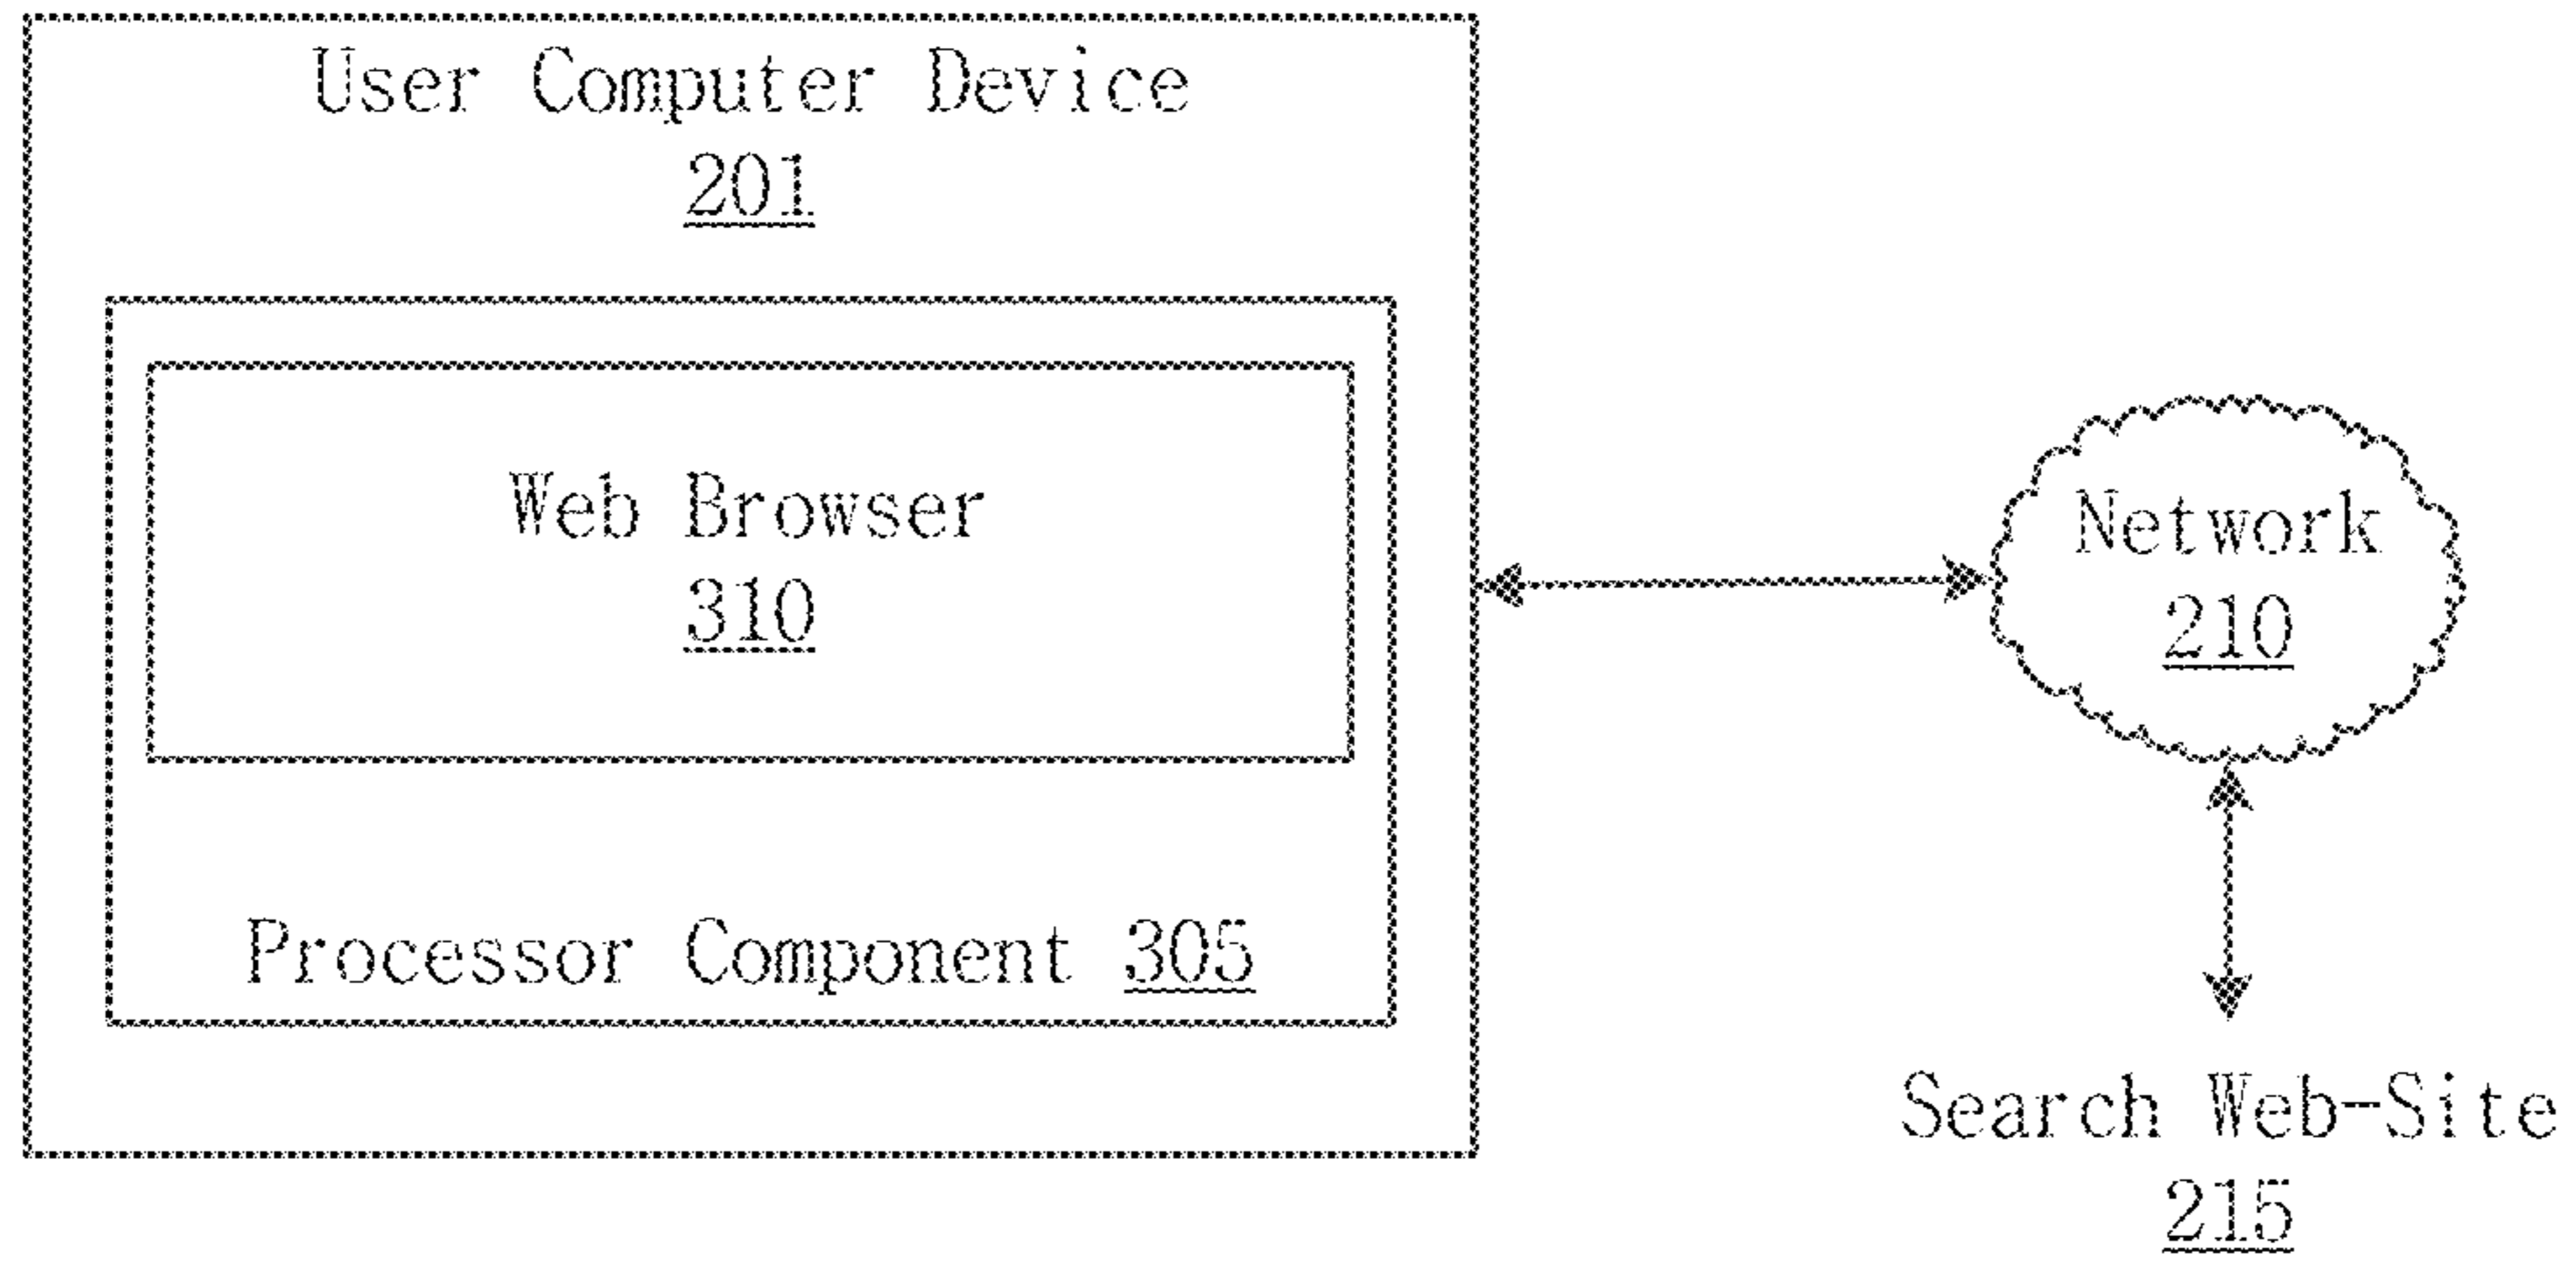 User Computer Device
201
Web Browser
310
Processor Component 305
Network
210
Search Web-Site
215